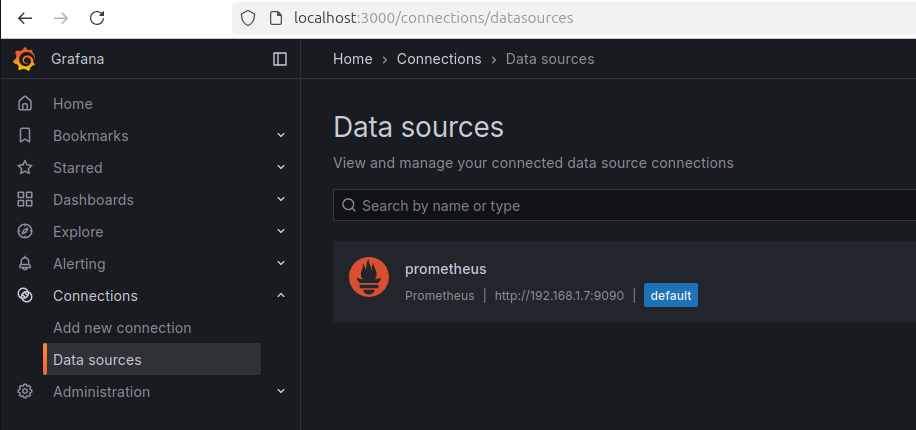 localhost:3000/connections/datasources
Grafana
Home › Connections › Data sources
Home
Bookmarks
Starred
Dashboards
Explore
Alerting
Connections
Add new connection
Data sources
Administration
Data sources
View and manage your connected data source connections
Search by name or type
prometheus
Prometheus | http://192.168.1.7:9090 | default